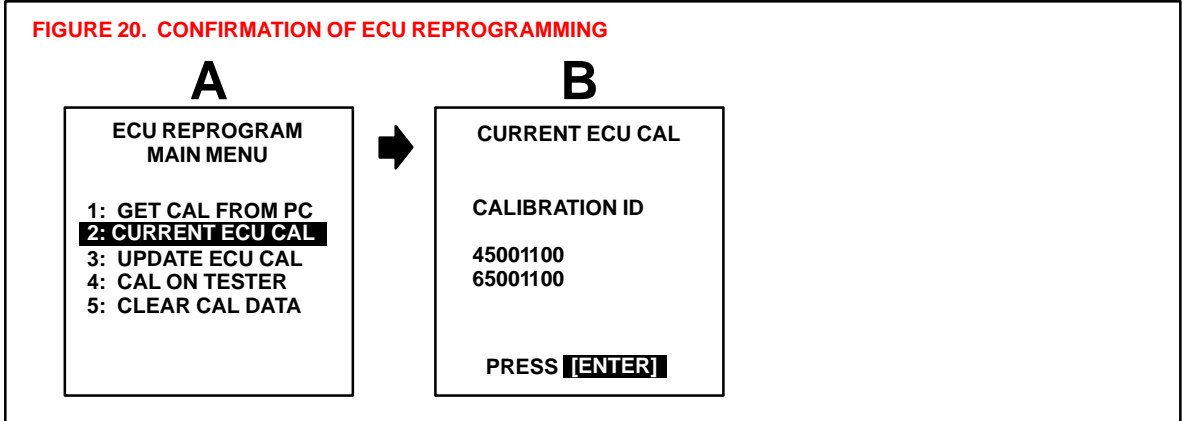 FIGURE 20. CONFIRMATION OF ECU REPROGRAMMING
A
ECU REPROGRAM
MAIN MENU
1: GET CAL FROM PC
2: CURRENT ECU CAL
3: UPDATE ECU CAL
4: CAL ON TESTER
5: CLEAR CAL DATA
B
CURRENT ECU CAL
CALIBRATION ID
45001100
65001100
PRESS [ENTER]